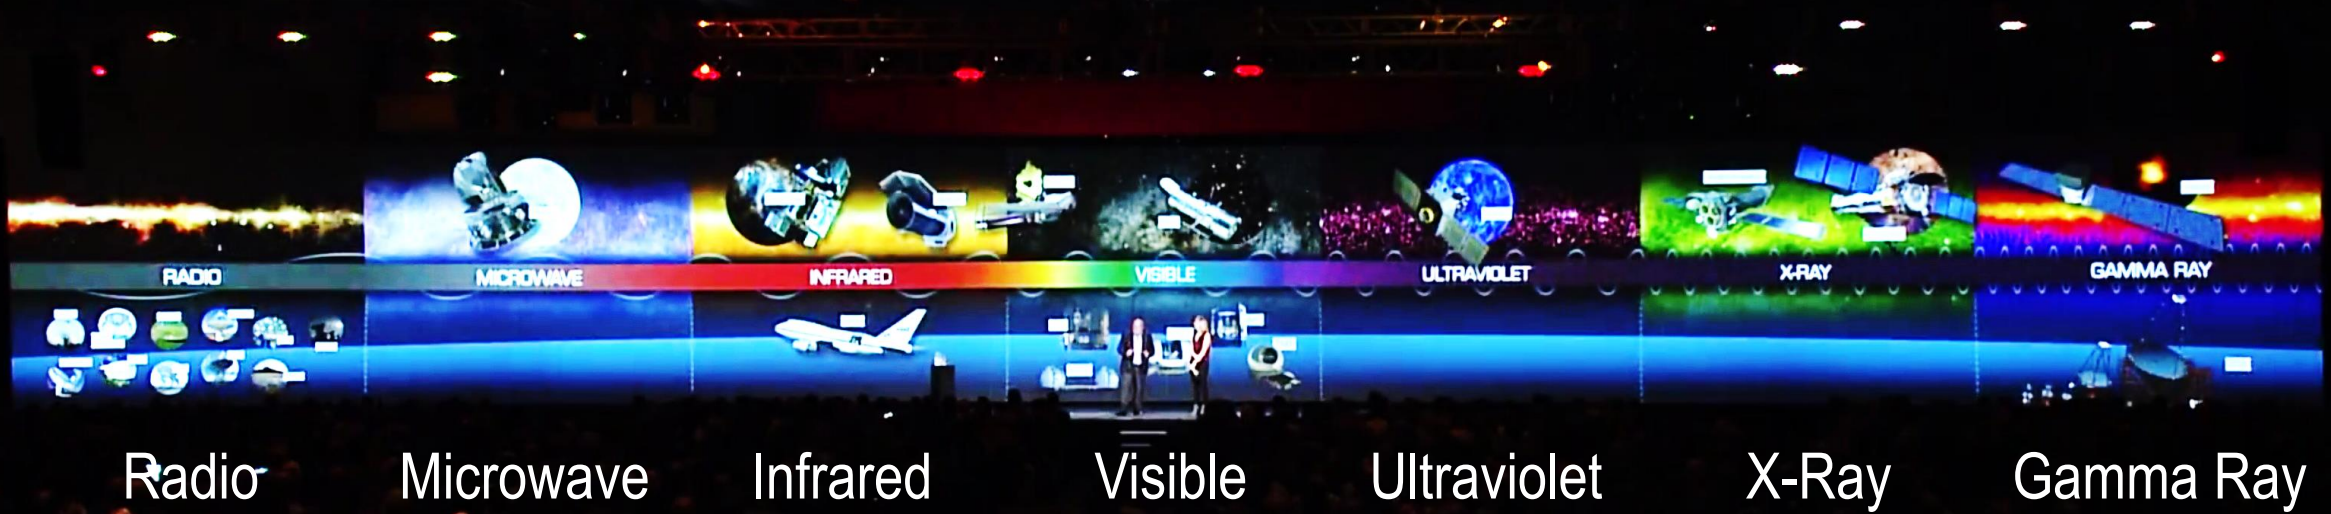 RADIO
MICROWAVE
INFRARED
VISIBLE
ULTRAVIOLET
X-RAY
GAMMA RAY
Radio
Microwave
Infrared
Visible
Ultraviolet
X-Ray
Gamma Ray